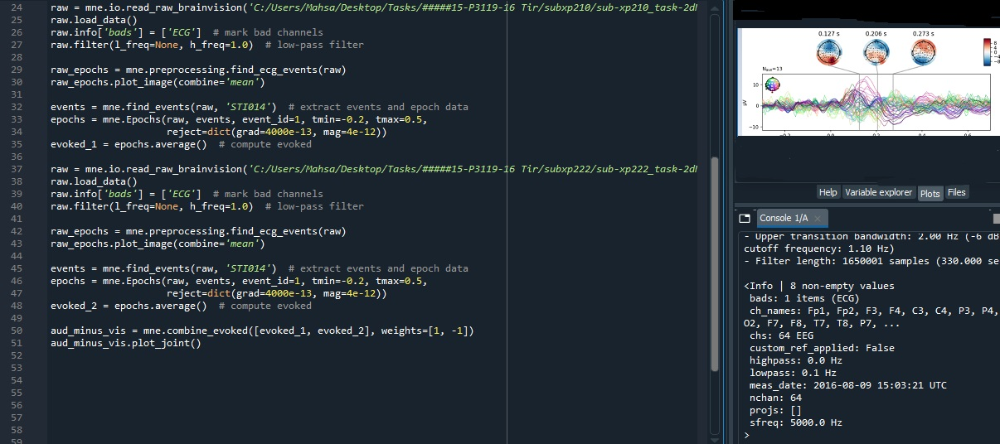 24 raw = mne.io.read_raw_brainvision('C:/Users/Mahsa/Desktop/Tasks/#####15-P3119-16 Tir/subxp210/sub-xp210_task-2dM
25 raw.load_data()
26 raw.info['bads'] = ['ECG']  # mark bad channels
27 raw.filter(l_freq=None, h_freq=1.0)  # low-pass filter
28
29 raw_epochs = mne.preprocessing.find_ecg_events(raw)
30 raw_epochs.plot_image(combine='mean')
31
32 events = mne.find_events(raw, 'STI014')  # extract events and epoch data
33 epochs = mne.Epochs(raw, events, event_id=1, tmin=-0.2, tmax=0.5,
34                     reject=dict(grad=4000e-13, mag=4e-12))
35 evoked_1 = epochs.average()  # compute evoked
36
37 raw = mne.io.read_raw_brainvision('C:/Users/Mahsa/Desktop/Tasks/#####15-P3119-16 Tir/subxp222/sub-xp222_task-2dM
38 raw.load_data()
39 raw.info['bads'] = ['ECG']  # mark bad channels
40 raw.filter(l_freq=None, h_freq=1.0)  # low-pass filter
41
42 raw_epochs = mne.preprocessing.find_ecg_events(raw)
43 raw_epochs.plot_image(combine='mean')
44
45 events = mne.find_events(raw, 'STI014')  # extract events and epoch data
46 epochs = mne.Epochs(raw, events, event_id=1, tmin=-0.2, tmax=0.5,
47                     reject=dict(grad=4000e-13, mag=4e-12))
48 evoked_2 = epochs.average()  # compute evoked
49
50 aud_minus_vis = mne.combine_evoked([evoked_1, evoked_2], weights=[1, -1])
51 aud_minus_vis.plot_joint()
52
53
54
55
56
57
58
59
0.127 s 0.206 s 0.273 s
8
4
0
-4
-8
Nave=13
10
0
-10
µV
-0.2 0.0 0.2 0.4 0.6
Help Variable explorer Plots Files
Console 1/A
- Upper transition bandwidth: 2.00 Hz (-6 dB
cutoff frequency: 1.10 Hz)
- Filter length: 1650001 samples (330.000 se
<Info | 8 non-empty values
bads: 1 items (ECG)
ch_names: Fp1, Fp2, F3, F4, C3, C4, P3, P4,
O2, F7, F8, T7, T8, P7, ...
chs: 64 EEG
custom_ref_applied: False
highpass: 0.0 Hz
lowpass: 0.1 Hz
meas_date: 2016-08-09 15:03:21 UTC
nchan: 64
projs: []
sfreq: 5000.0 Hz
>